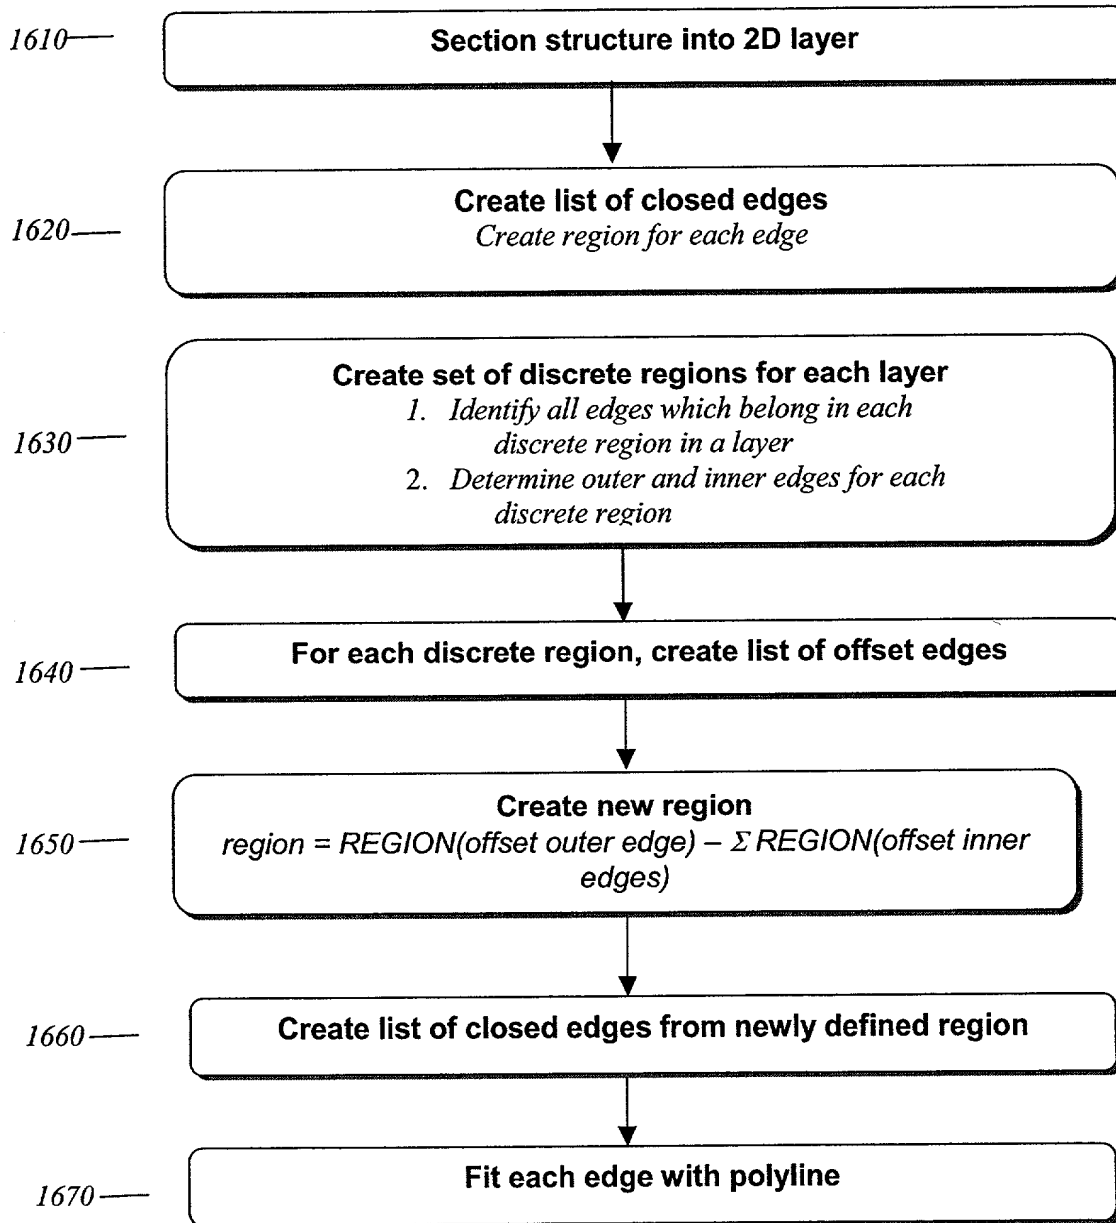 1610
Section structure into 2D layer
1620
Create list of closed edges
Create region for each edge
1630
Create set of discrete regions for each layer
1. Identify all edges which belong in each
discrete region in a layer
2. Determine outer and inner edges for each
discrete region
1640
For each discrete region, create list of offset edges
1650
Create new region
region = REGION(offset outer edge) – Σ REGION(offset inner
edges)
1660
Create list of closed edges from newly defined region
1670
Fit each edge with polyline